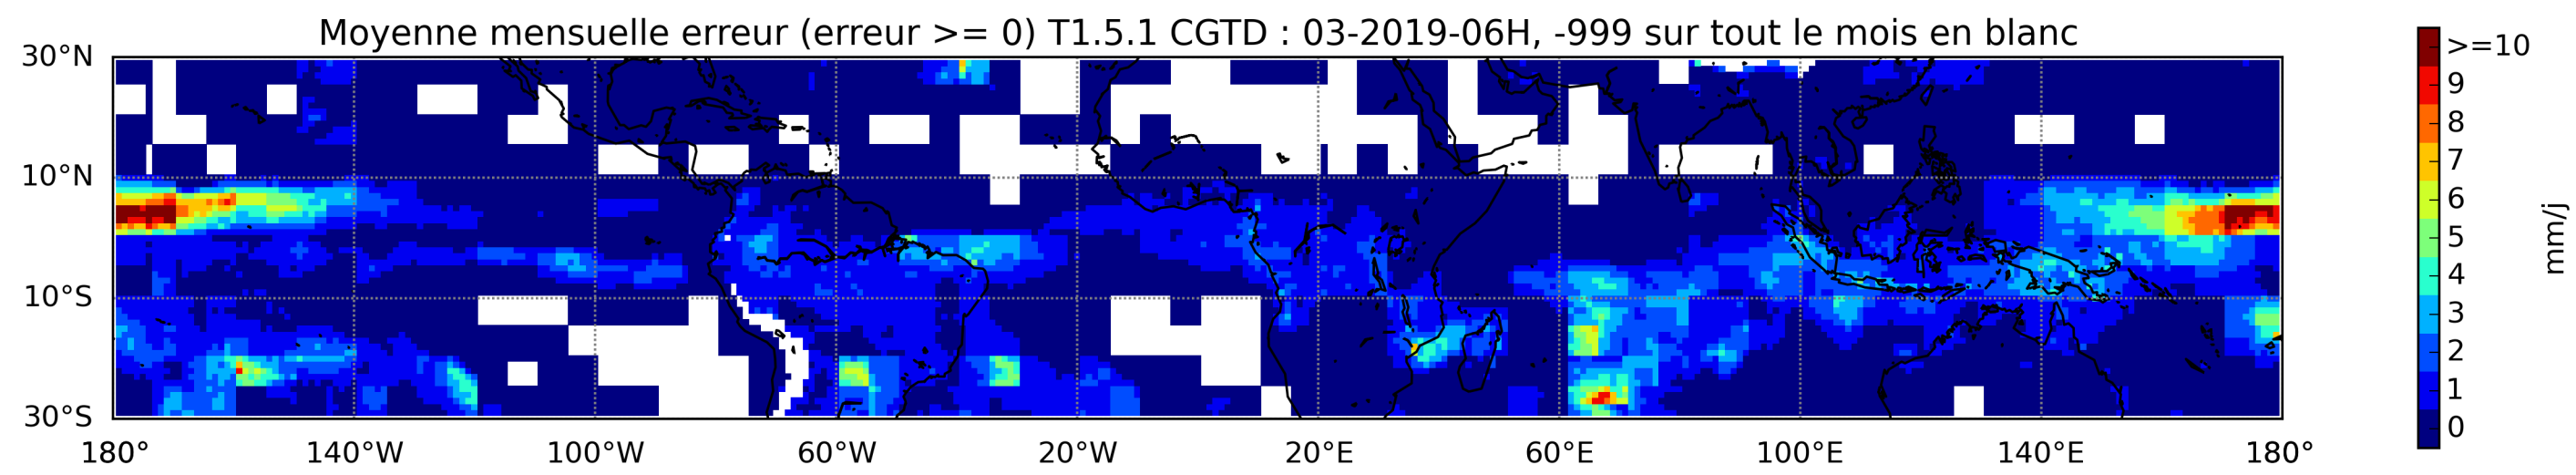 Moyenne mensuelle erreur (erreur >= 0) T1.5.1 CGTD : 03-2019-06H, -999 sur tout le mois en blanc
30°N
10°N
10°S
30°S
180° 140°W 100°W 60°W 20°W 20°E 60°E 100°E 140°E 180°
>=10
9
8
7
6
5
4
3
2
1
0
mm/j